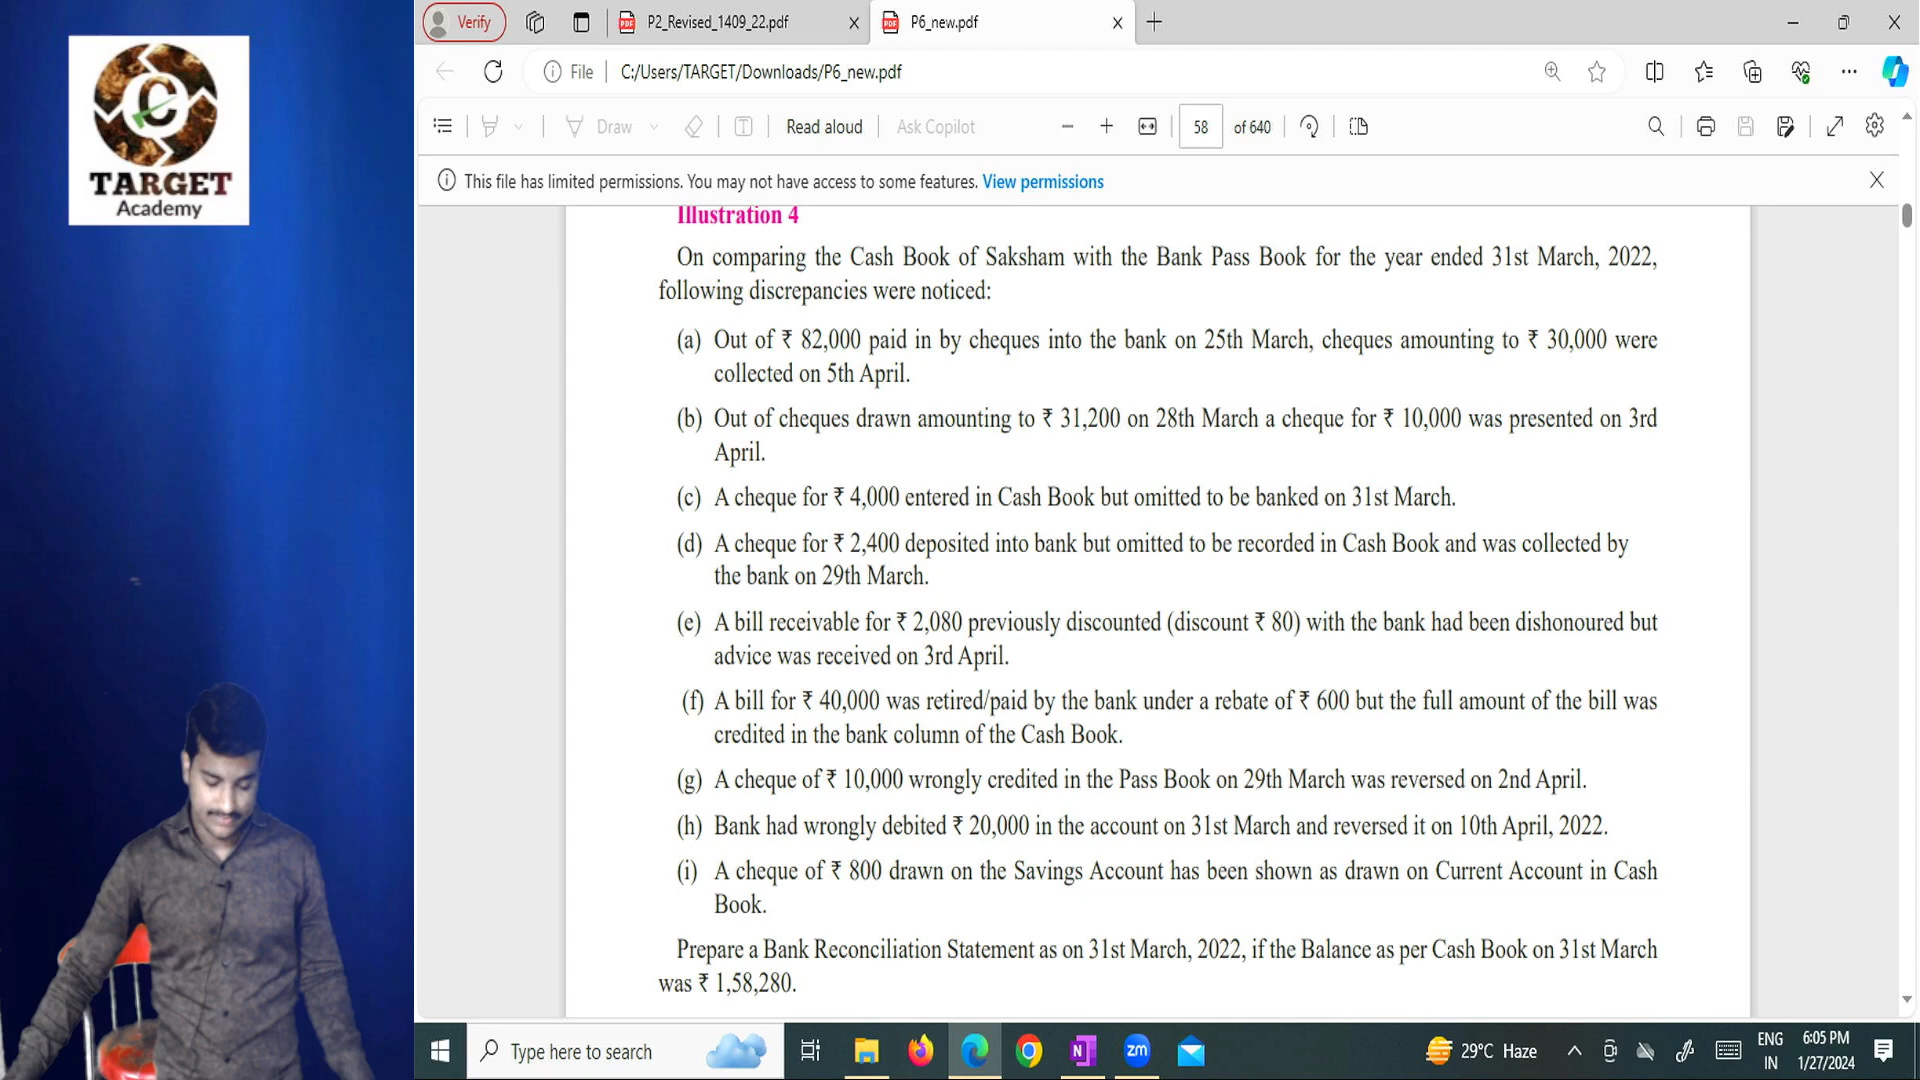 Verify
P2_Revised_1409_22.pdf
P6_new.pdf
File
C:/Users/TARGET/Downloads/P6_new.pdf
Draw
Read aloud
Ask Copilot
58
of 640
This file has limited permissions. You may not have access to some features. View permissions
C
TARGET
Academy
Illustration 4
On comparing the Cash Book of Saksham with the Bank Pass Book for the year ended 31st March, 2022,
following discrepancies were noticed:
(a) Out of ₹ 82,000 paid in by cheques into the bank on 25th March, cheques amounting to ₹ 30,000 were
collected on 5th April.
(b) Out of cheques drawn amounting to ₹ 31,200 on 28th March a cheque for ₹ 10,000 was presented on 3rd
April.
(c) A cheque for ₹ 4,000 entered in Cash Book but omitted to be banked on 31st March.
(d) A cheque for ₹ 2,400 deposited into bank but omitted to be recorded in Cash Book and was collected by
the bank on 29th March.
(e) A bill receivable for ₹ 2,080 previously discounted (discount ₹ 80) with the bank had been dishonoured but
advice was received on 3rd April.
(f) A bill for ₹ 40,000 was retired/paid by the bank under a rebate of ₹ 600 but the full amount of the bill was
credited in the bank column of the Cash Book.
(g) A cheque of ₹ 10,000 wrongly credited in the Pass Book on 29th March was reversed on 2nd April.
(h) Bank had wrongly debited ₹ 20,000 in the account on 31st March and reversed it on 10th April, 2022.
(i) A cheque of ₹ 800 drawn on the Savings Account has been shown as drawn on Current Account in Cash
Book.
Prepare a Bank Reconciliation Statement as on 31st March, 2022, if the Balance as per Cash Book on 31st March
was ₹ 1,58,280.
Type here to search
N
zm
29°C Haze
ENG
IN
6:05 PM
1/27/2024